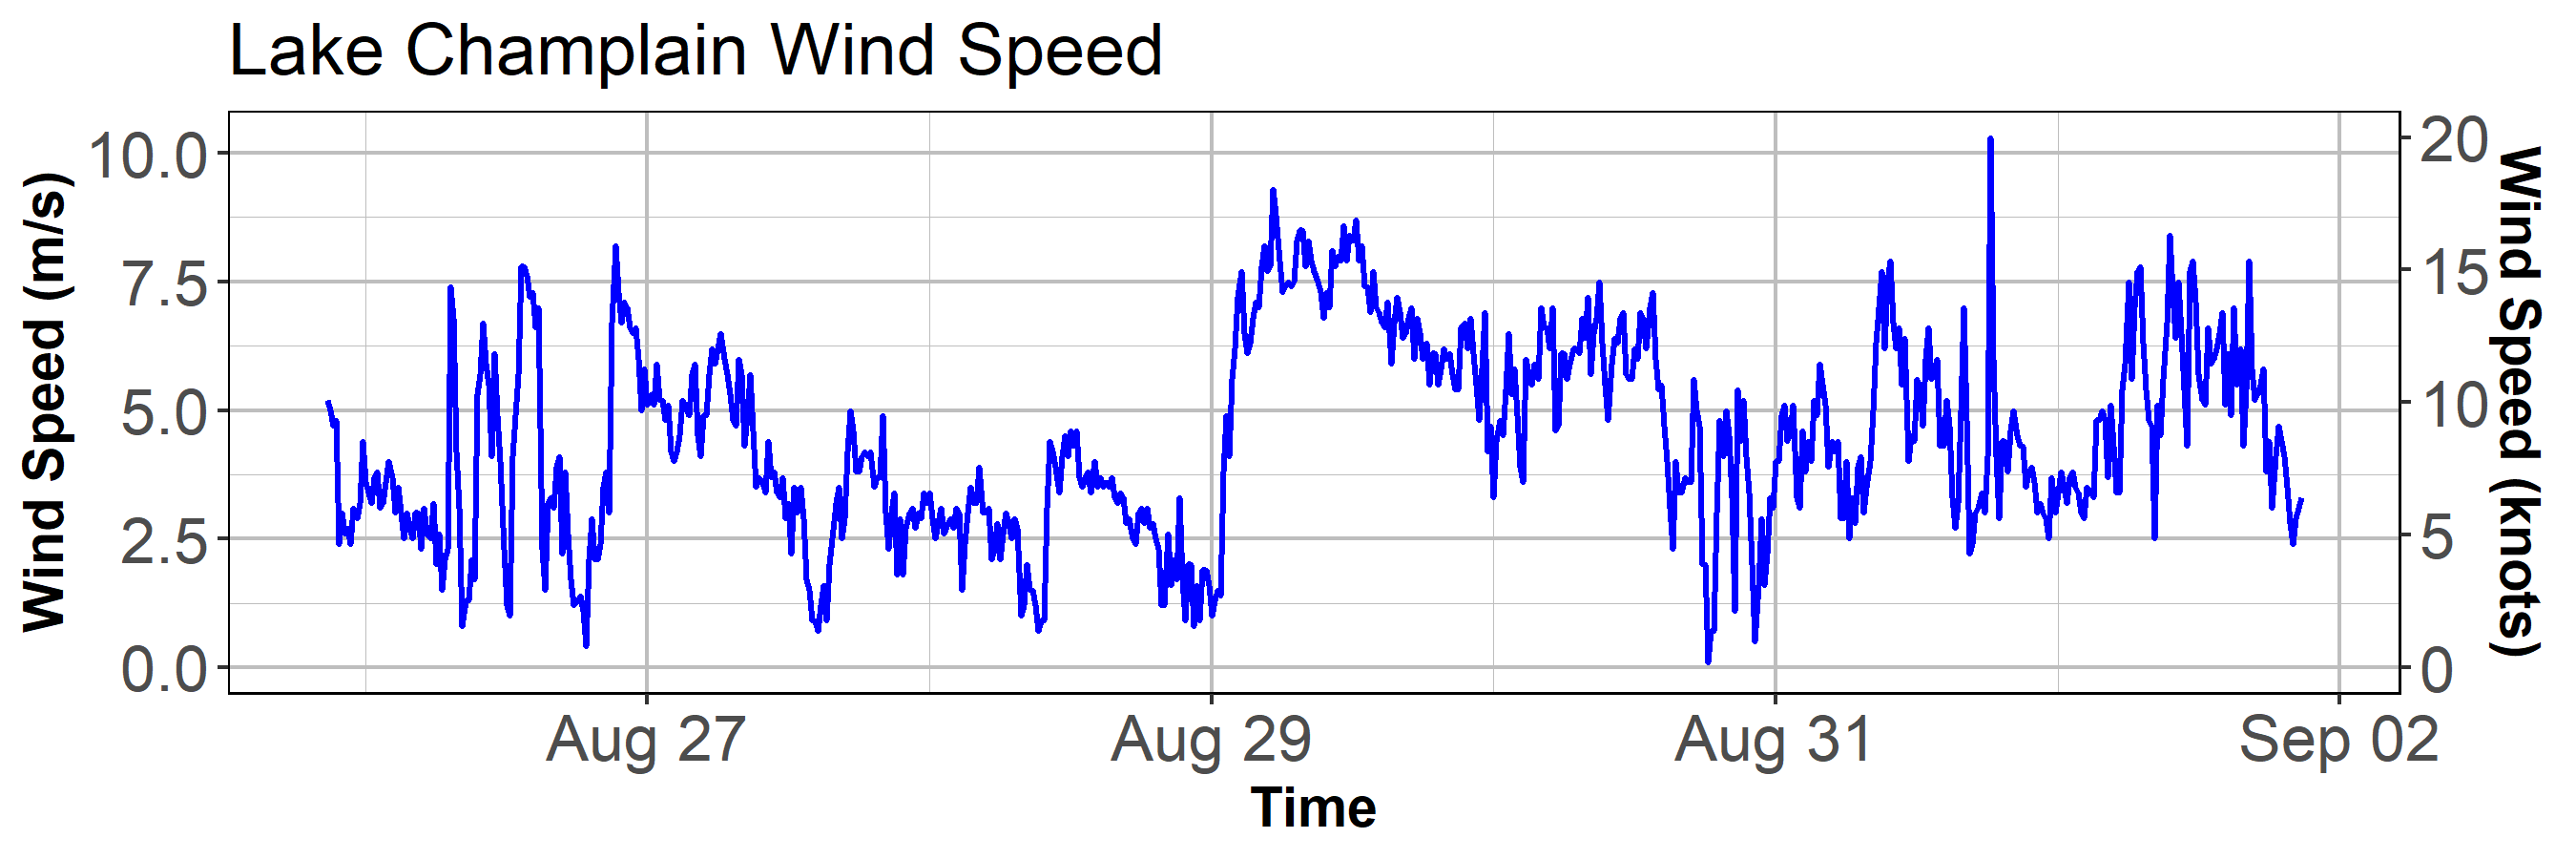 Lake Champlain Wind Speed
Wind Speed (m/s)
10.0
7.5
5.0
2.5
0.0
20
15
10
5
0
Wind Speed (knots)
Aug 27
Aug 29
Aug 31
Sep 02
Time